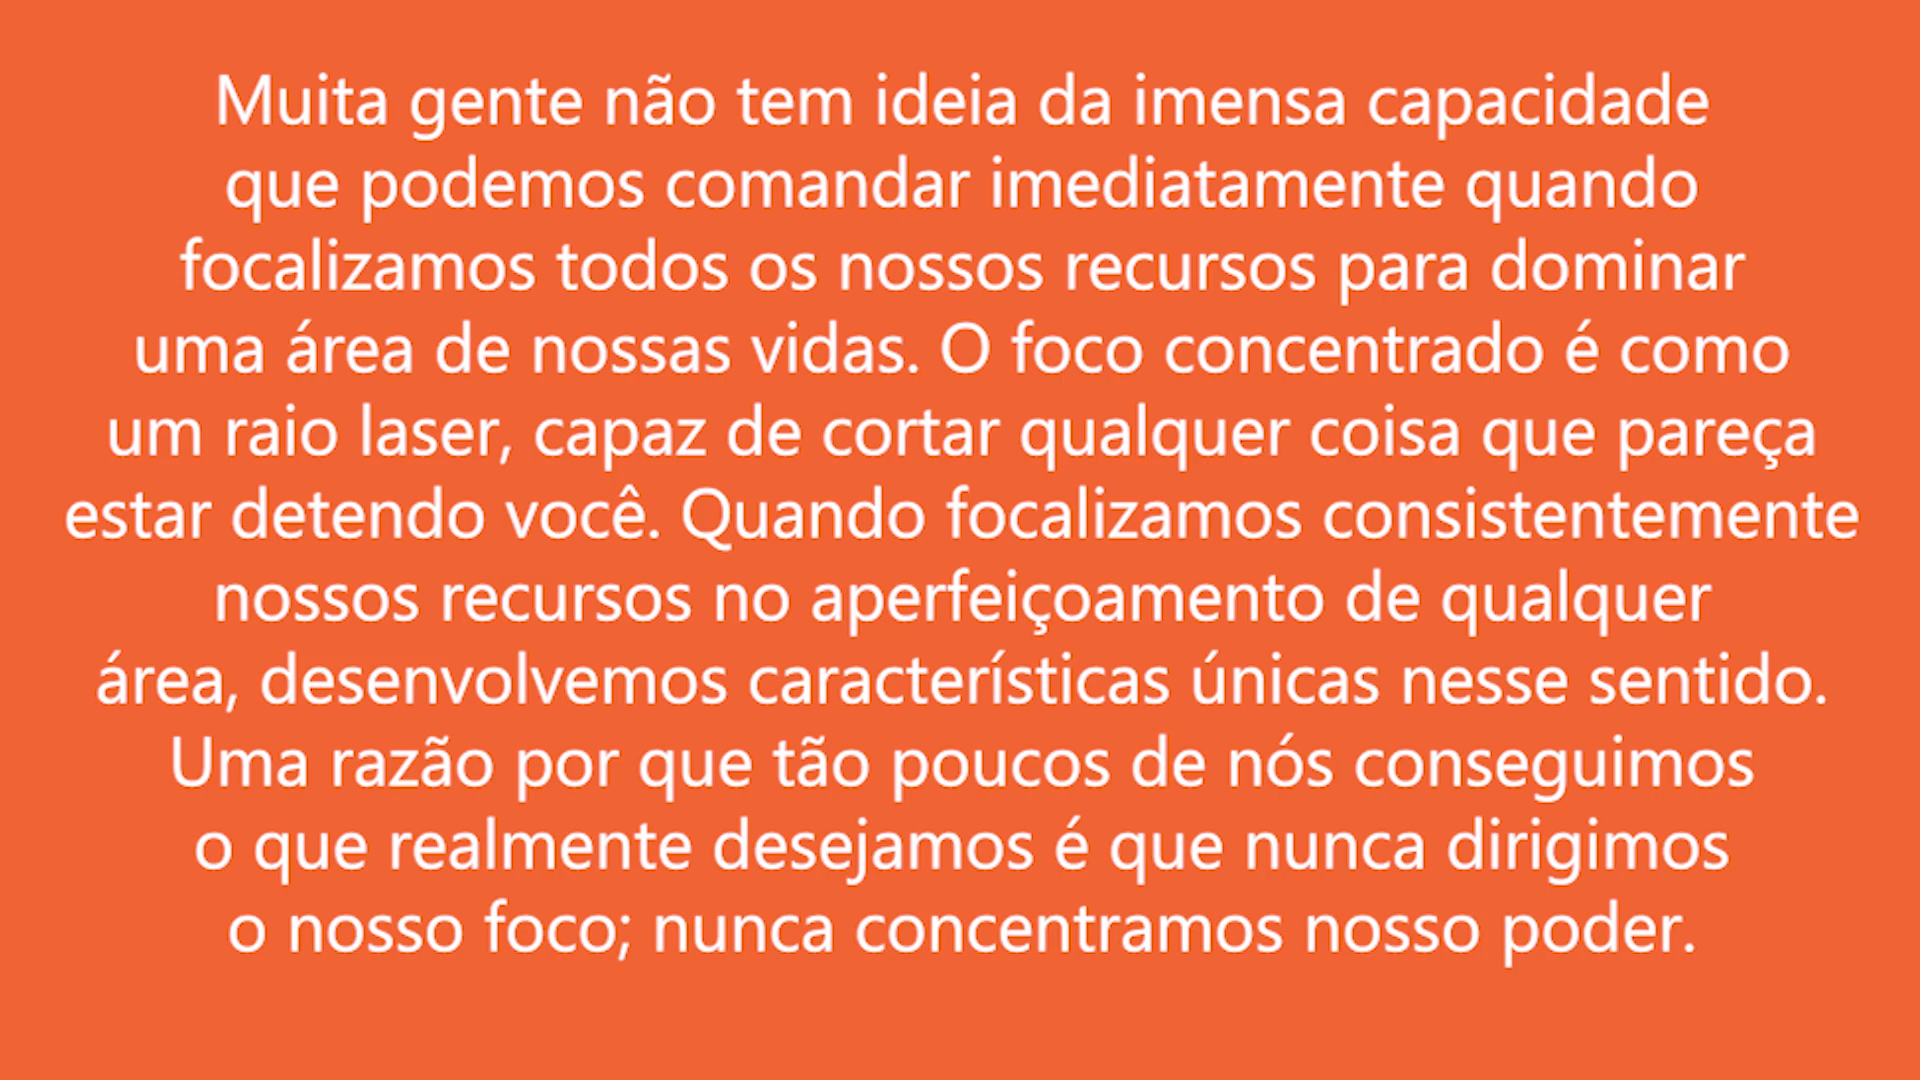 Muita gente não tem ideia da imensa capacidade
que podemos comandar imediatamente quando
focalizamos todos os nossos recursos para dominar
uma área de nossas vidas. O foco concentrado é como
um raio laser, capaz de cortar qualquer coisa que pareça
estar detendo você. Quando focalizamos consistentemente
nossos recursos no aperfeiçoamento de qualquer
área, desenvolvemos características únicas nesse sentido.
Uma razão por que tão poucos de nós conseguimos
o que realmente desejamos é que nunca dirigimos
o nosso foco; nunca concentramos nosso poder.